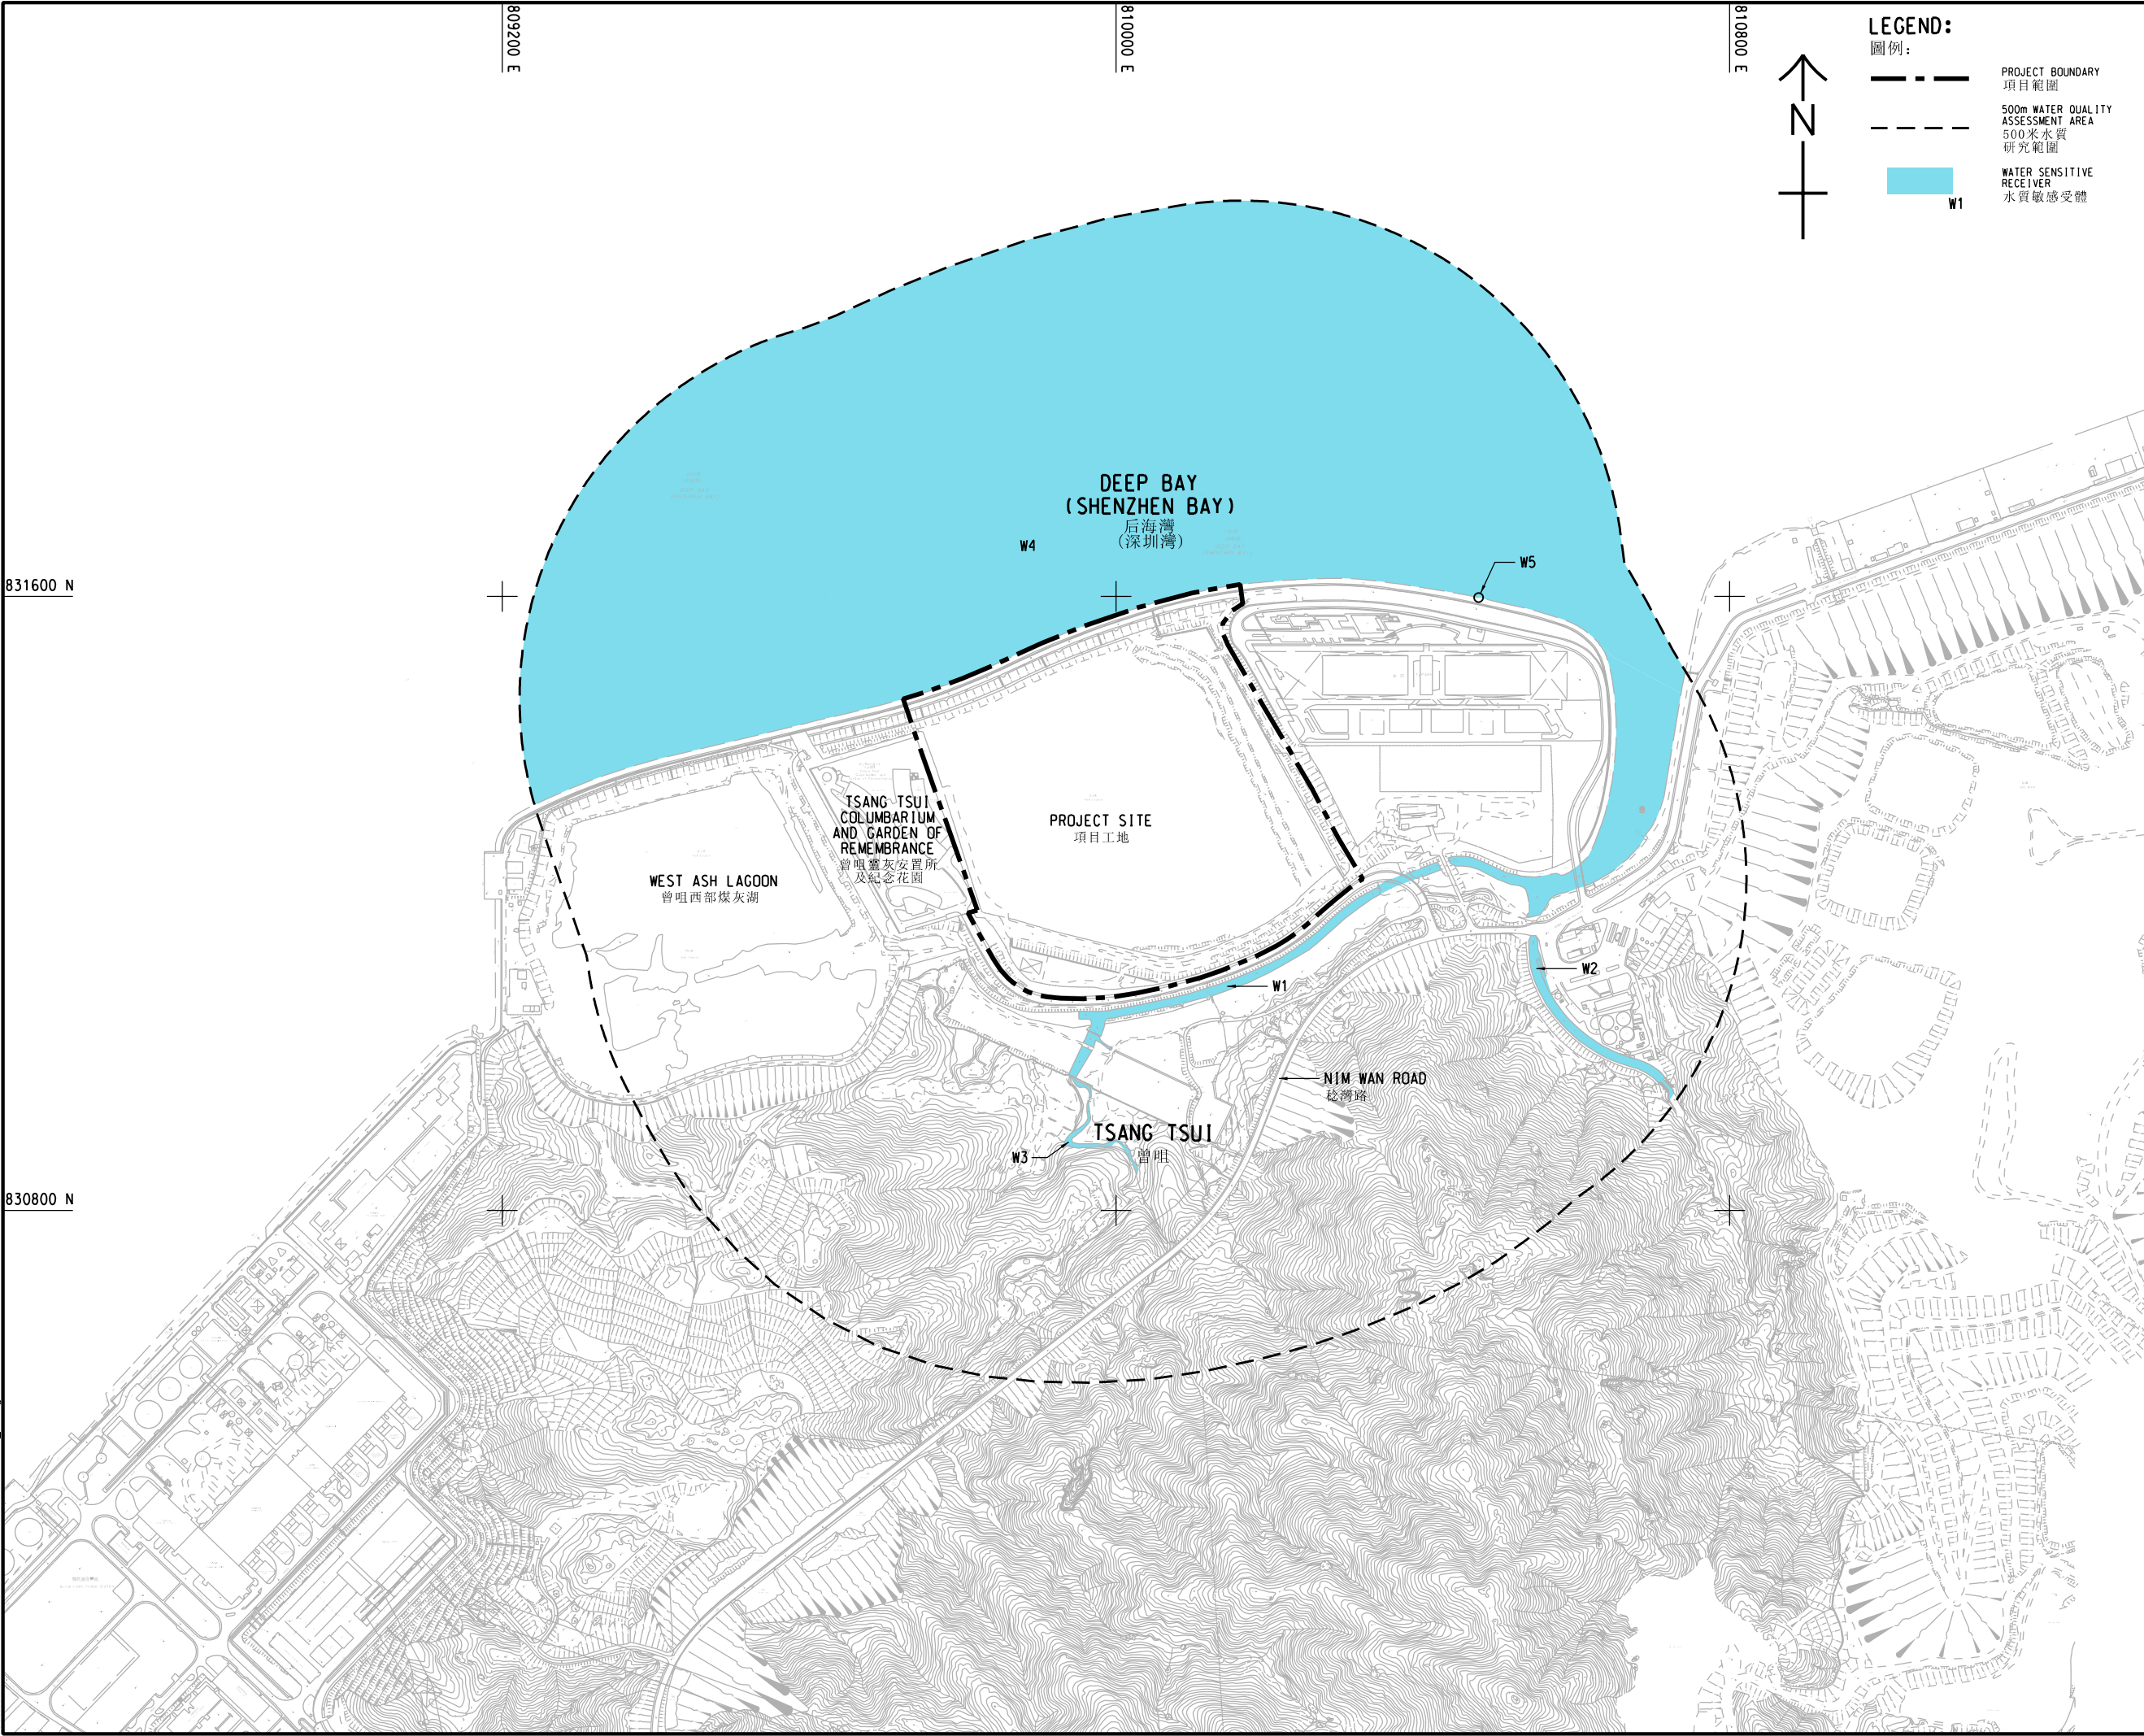 809200 E
810000 E
810800 E
LEGEND:
圖例:
PROJECT BOUNDARY
項目範圍
500m WATER QUALITY
ASSESSMENT AREA
500米水質
研究範圍
WATER SENSITIVE
RECEIVER
水質敏感受體
W1
N
DEEP BAY
(SHENZHEN BAY)
后海灣
(深圳灣)
W4
W5
831600 N
TSANG TSUI
COLUMBARIUM
AND GARDEN OF
REMEMBRANCE
曾咀靈灰安置所
及紀念花園
PROJECT SITE
項目工地
WEST ASH LAGOON
曾咀西部煤灰湖
W2
W1
NIM WAN ROAD
稔灣路
TSANG TSUI
曾咀
W3
830800 N